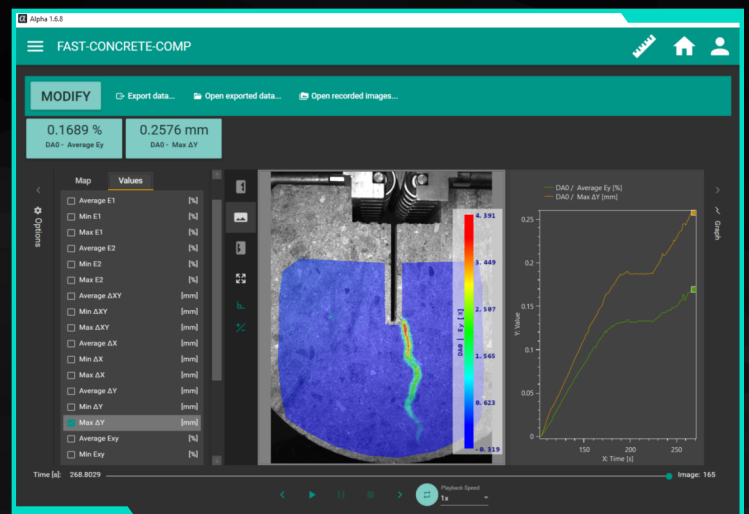 Alpha 1.6.8
FAST-CONCRETE-COMP
MODIFY
Export data...
Open exported data...
Open recorded images...
0.1689 %
DA0 - Average Ey
0.2576 mm
DA0 - Max ΔY
Options
Map
Values
Average E1 [%]
Min E1 [%]
Max E1 [%]
Average E2 [%]
Min E2 [%]
Max E2 [%]
Average ΔXY [mm]
Min ΔXY [mm]
Max ΔXY [mm]
Average ΔX [mm]
Min ΔX [mm]
Max ΔX [mm]
Average ΔY [mm]
Min ΔY [mm]
Max ΔY [mm]
Average Exy [%]
Min Exy [%]
4.391
3.449
2.507
1.565
0.623
-0.319
DA0 | Ey [%]
DA0 / Average Ey [%]
DA0 / Max ΔY [mm]
0.25
0.2
0.15
0.1
0.05
0
Y: Value
150
200
250
X: Time [s]
Graph
Time [s]: 268.8029
Image: 165
Playback Speed
1x